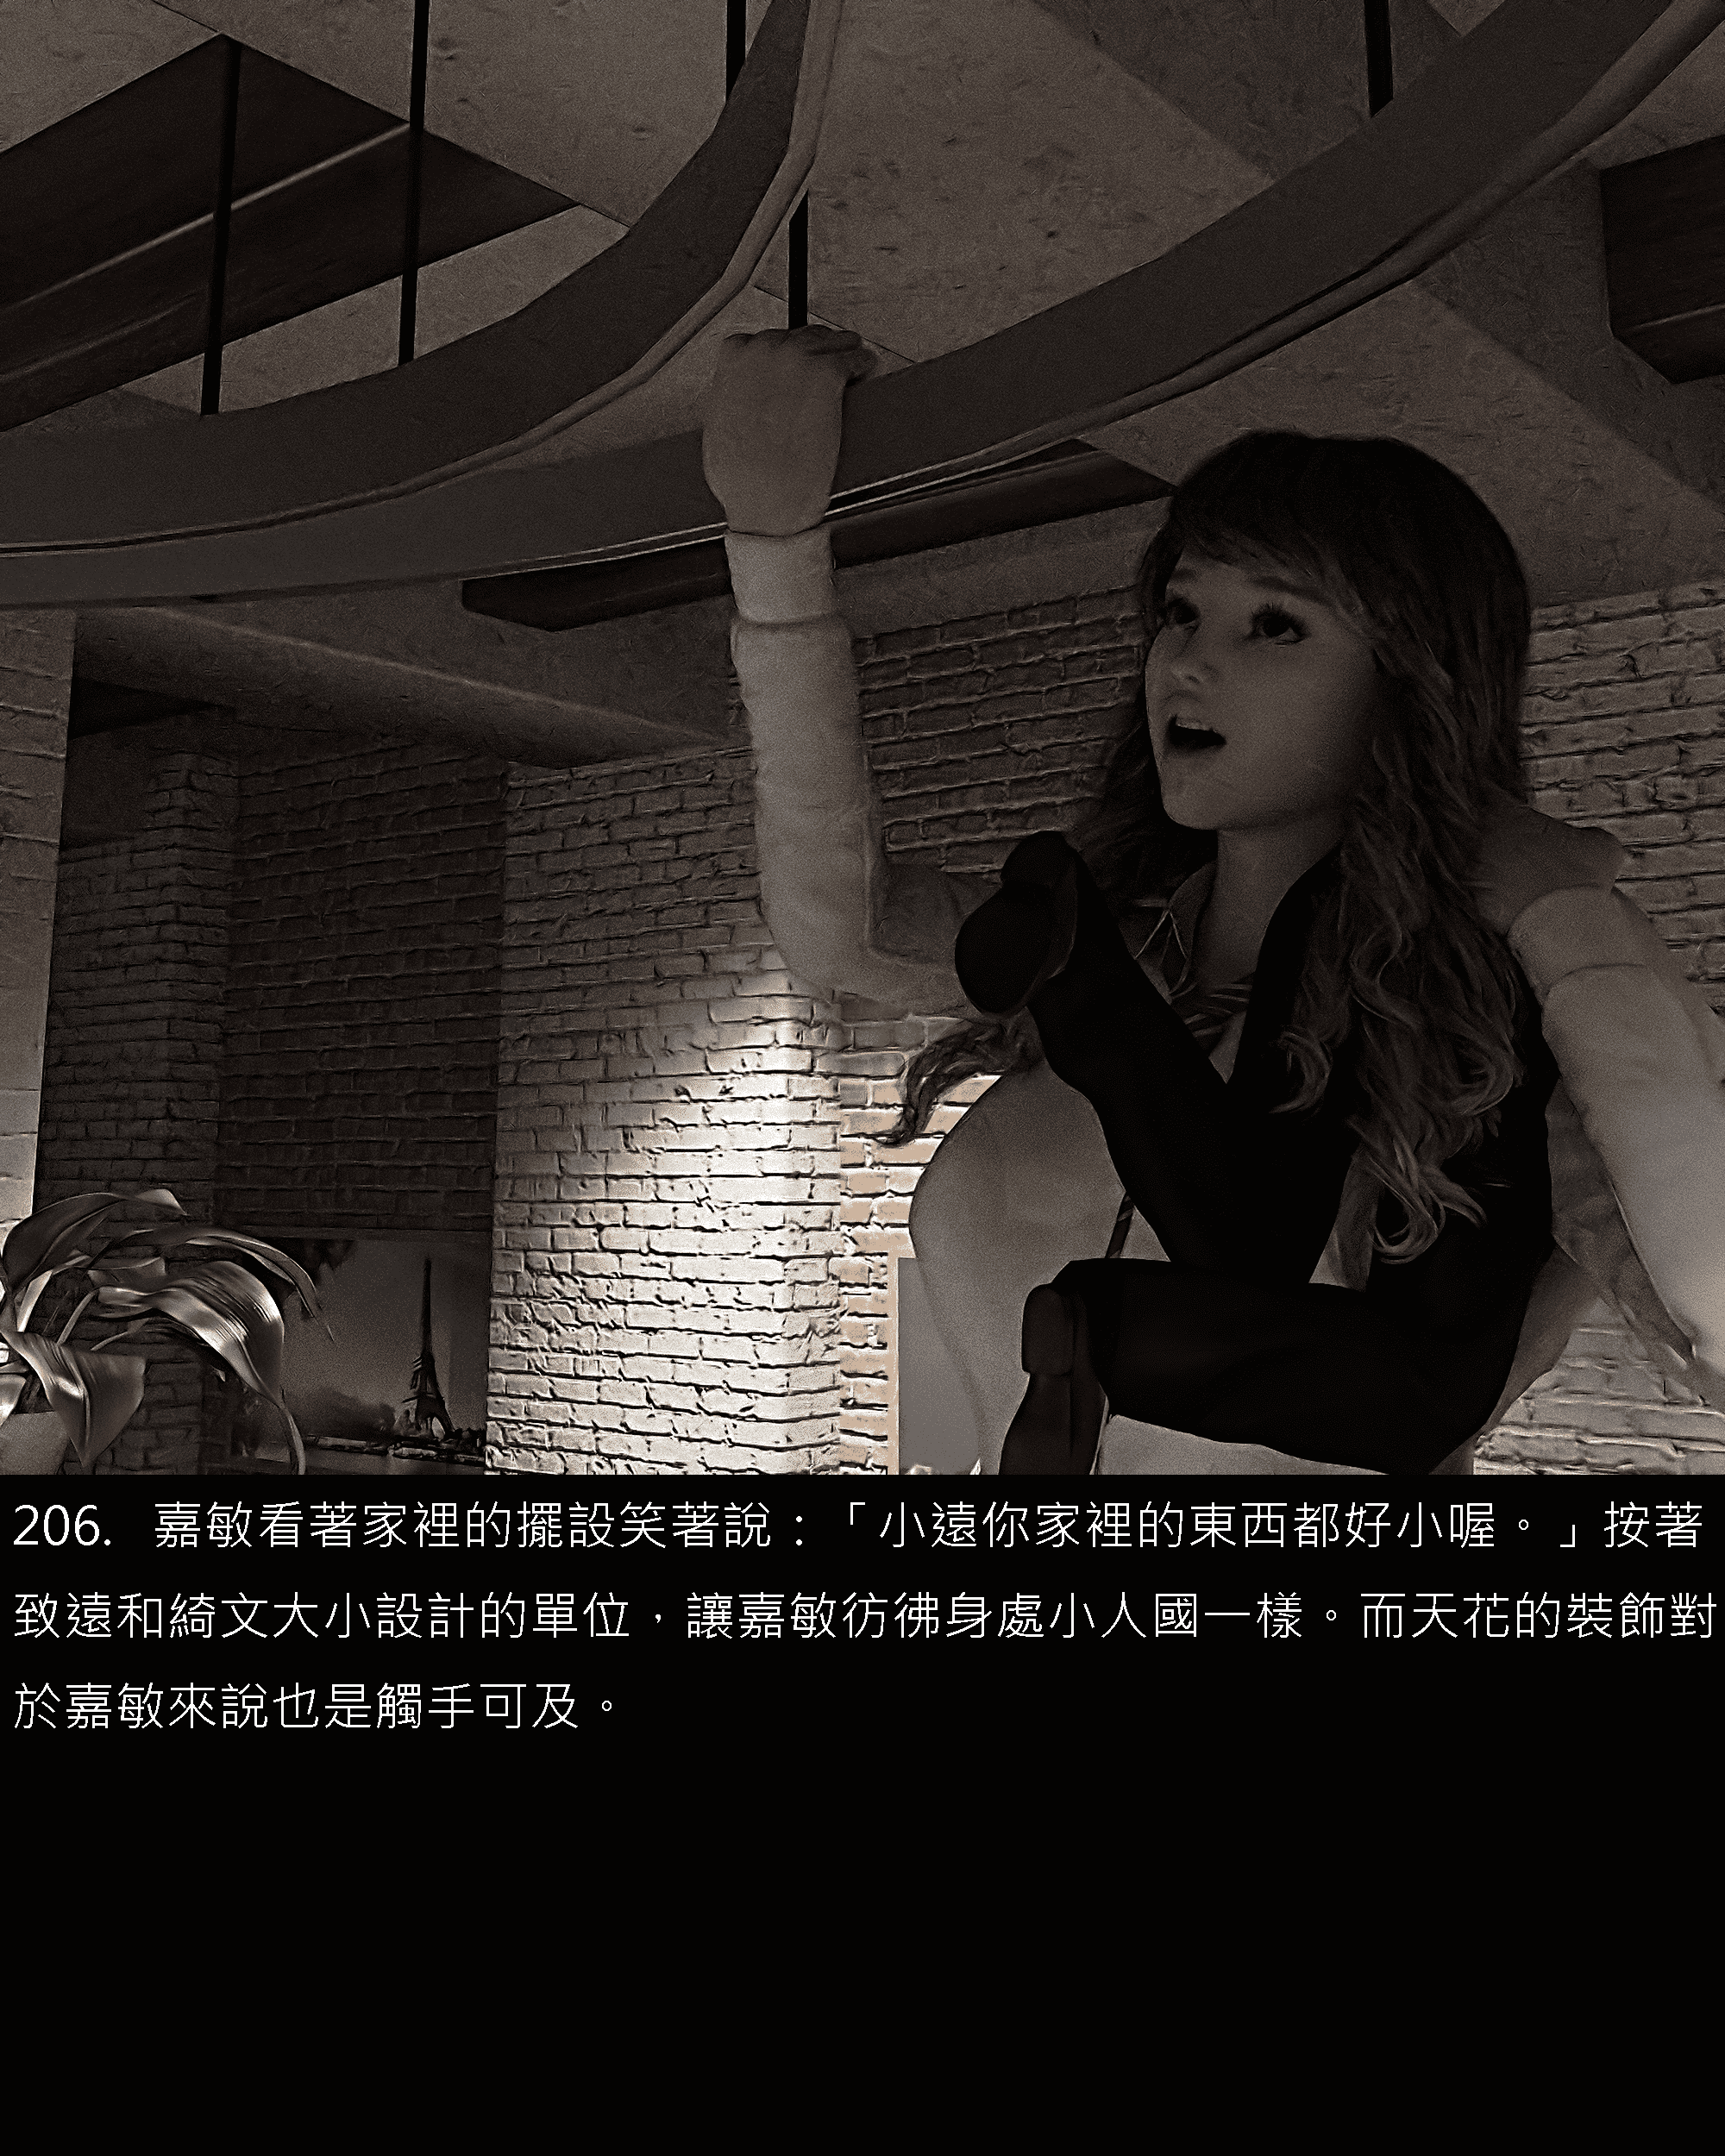 206. 嘉敏看著家裡的擺設笑著說：「小遠你家裡的東西都好小喔。」按著
致遠和綺文大小設計的單位，讓嘉敏彷彿身處小人國一樣。而天花的裝飾對
於嘉敏來說也是觸手可及。